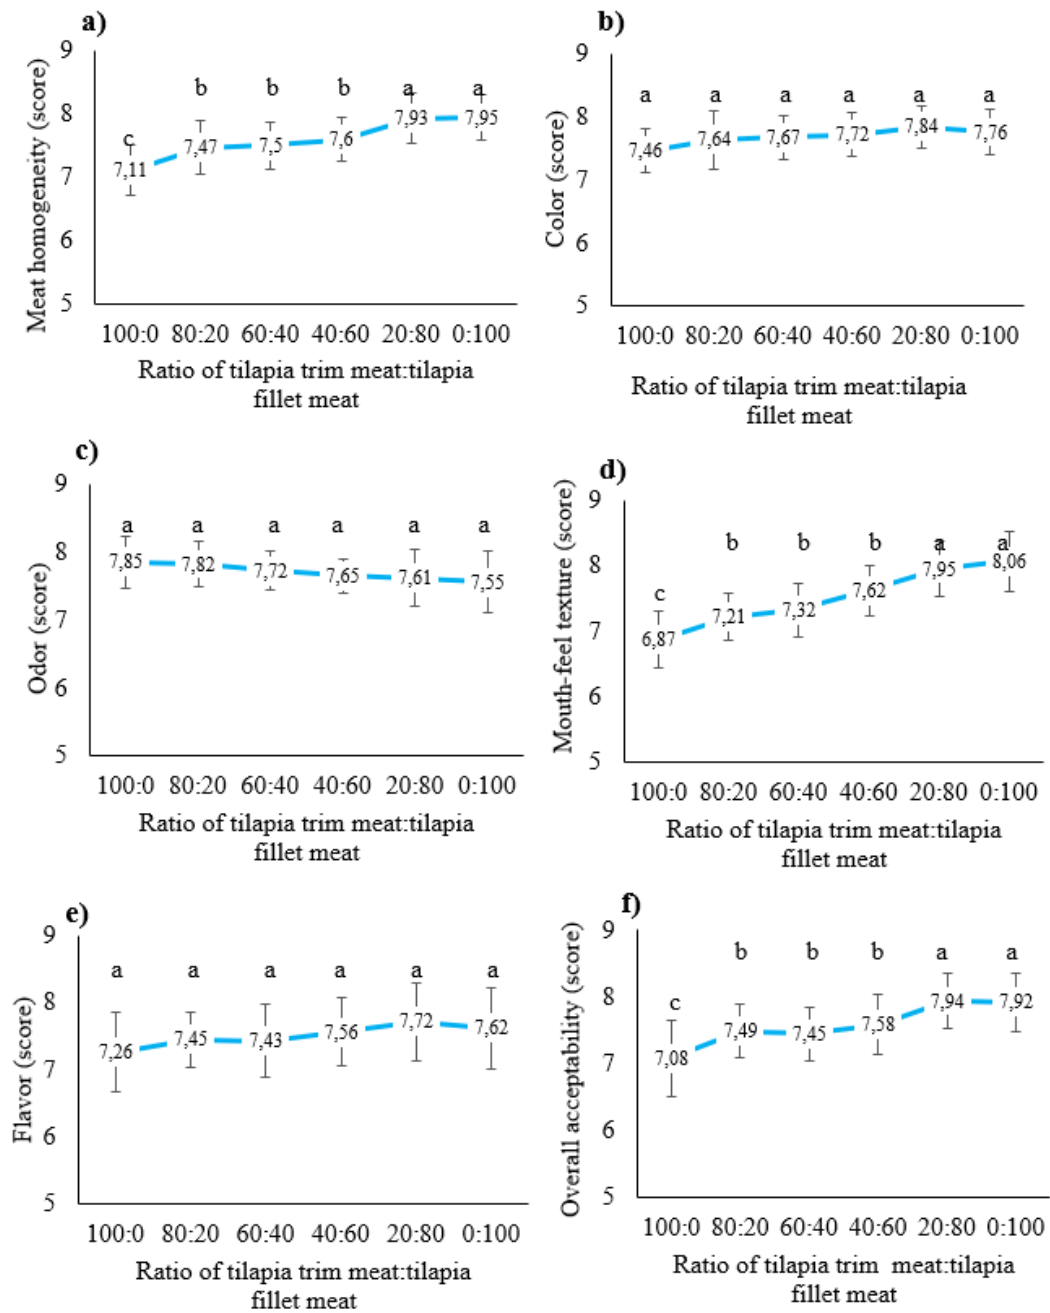 a)
Meat homogeneity (score)
9
8
7
6
5
c b b b a a
7,11 7,47 7,5 7,6 7,93 7,95
100:0 80:20 60:40 40:60 20:80 0:100
Ratio of tilapia trim meat:tilapia
fillet meat
b)
Color (score)
9
8
7
6
5
a a a a a a
7,46 7,64 7,67 7,72 7,84 7,76
100:0 80:20 60:40 40:60 20:80 0:100
Ratio of tilapia trim meat:tilapia
fillet meat
c)
Odor (score)
9
8
7
6
5
a a a a a a
7,85 7,82 7,72 7,65 7,61 7,55
100:0 80:20 60:40 40:60 20:80 0:100
Ratio of tilapia trim meat:tilapia
fillet meat
d)
Mouth-feel texture (score)
9
8
7
6
5
c b b b a a
6,87 7,21 7,32 7,62 7,95 8,06
100:0 80:20 60:40 40:60 20:80 0:100
Ratio of tilapia trim meat:tilapia
fillet meat
e)
Flavor (score)
9
8
7
6
5
a a a a a a
7,26 7,45 7,43 7,56 7,72 7,62
100:0 80:20 60:40 40:60 20:80 0:100
Ratio of tilapia trim meat:tilapia
fillet meat
f)
Overall acceptability (score)
9
8
7
6
5
c b b b a a
7,08 7,49 7,45 7,58 7,94 7,92
100:0 80:20 60:40 40:60 20:80 0:100
Ratio of tilapia trim meat:tilapia
fillet meat